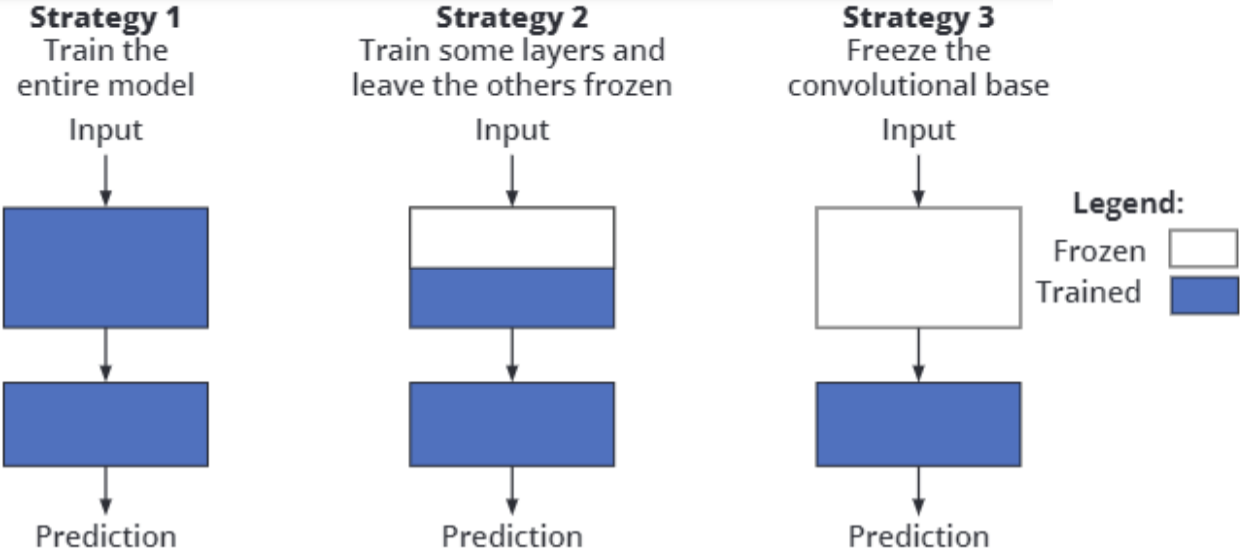 Strategy 1
Train the
entire model
Input
Prediction
Strategy 2
Train some layers and
leave the others frozen
Input
Prediction
Strategy 3
Freeze the
convolutional base
Input
Prediction
Legend:
Frozen
Trained